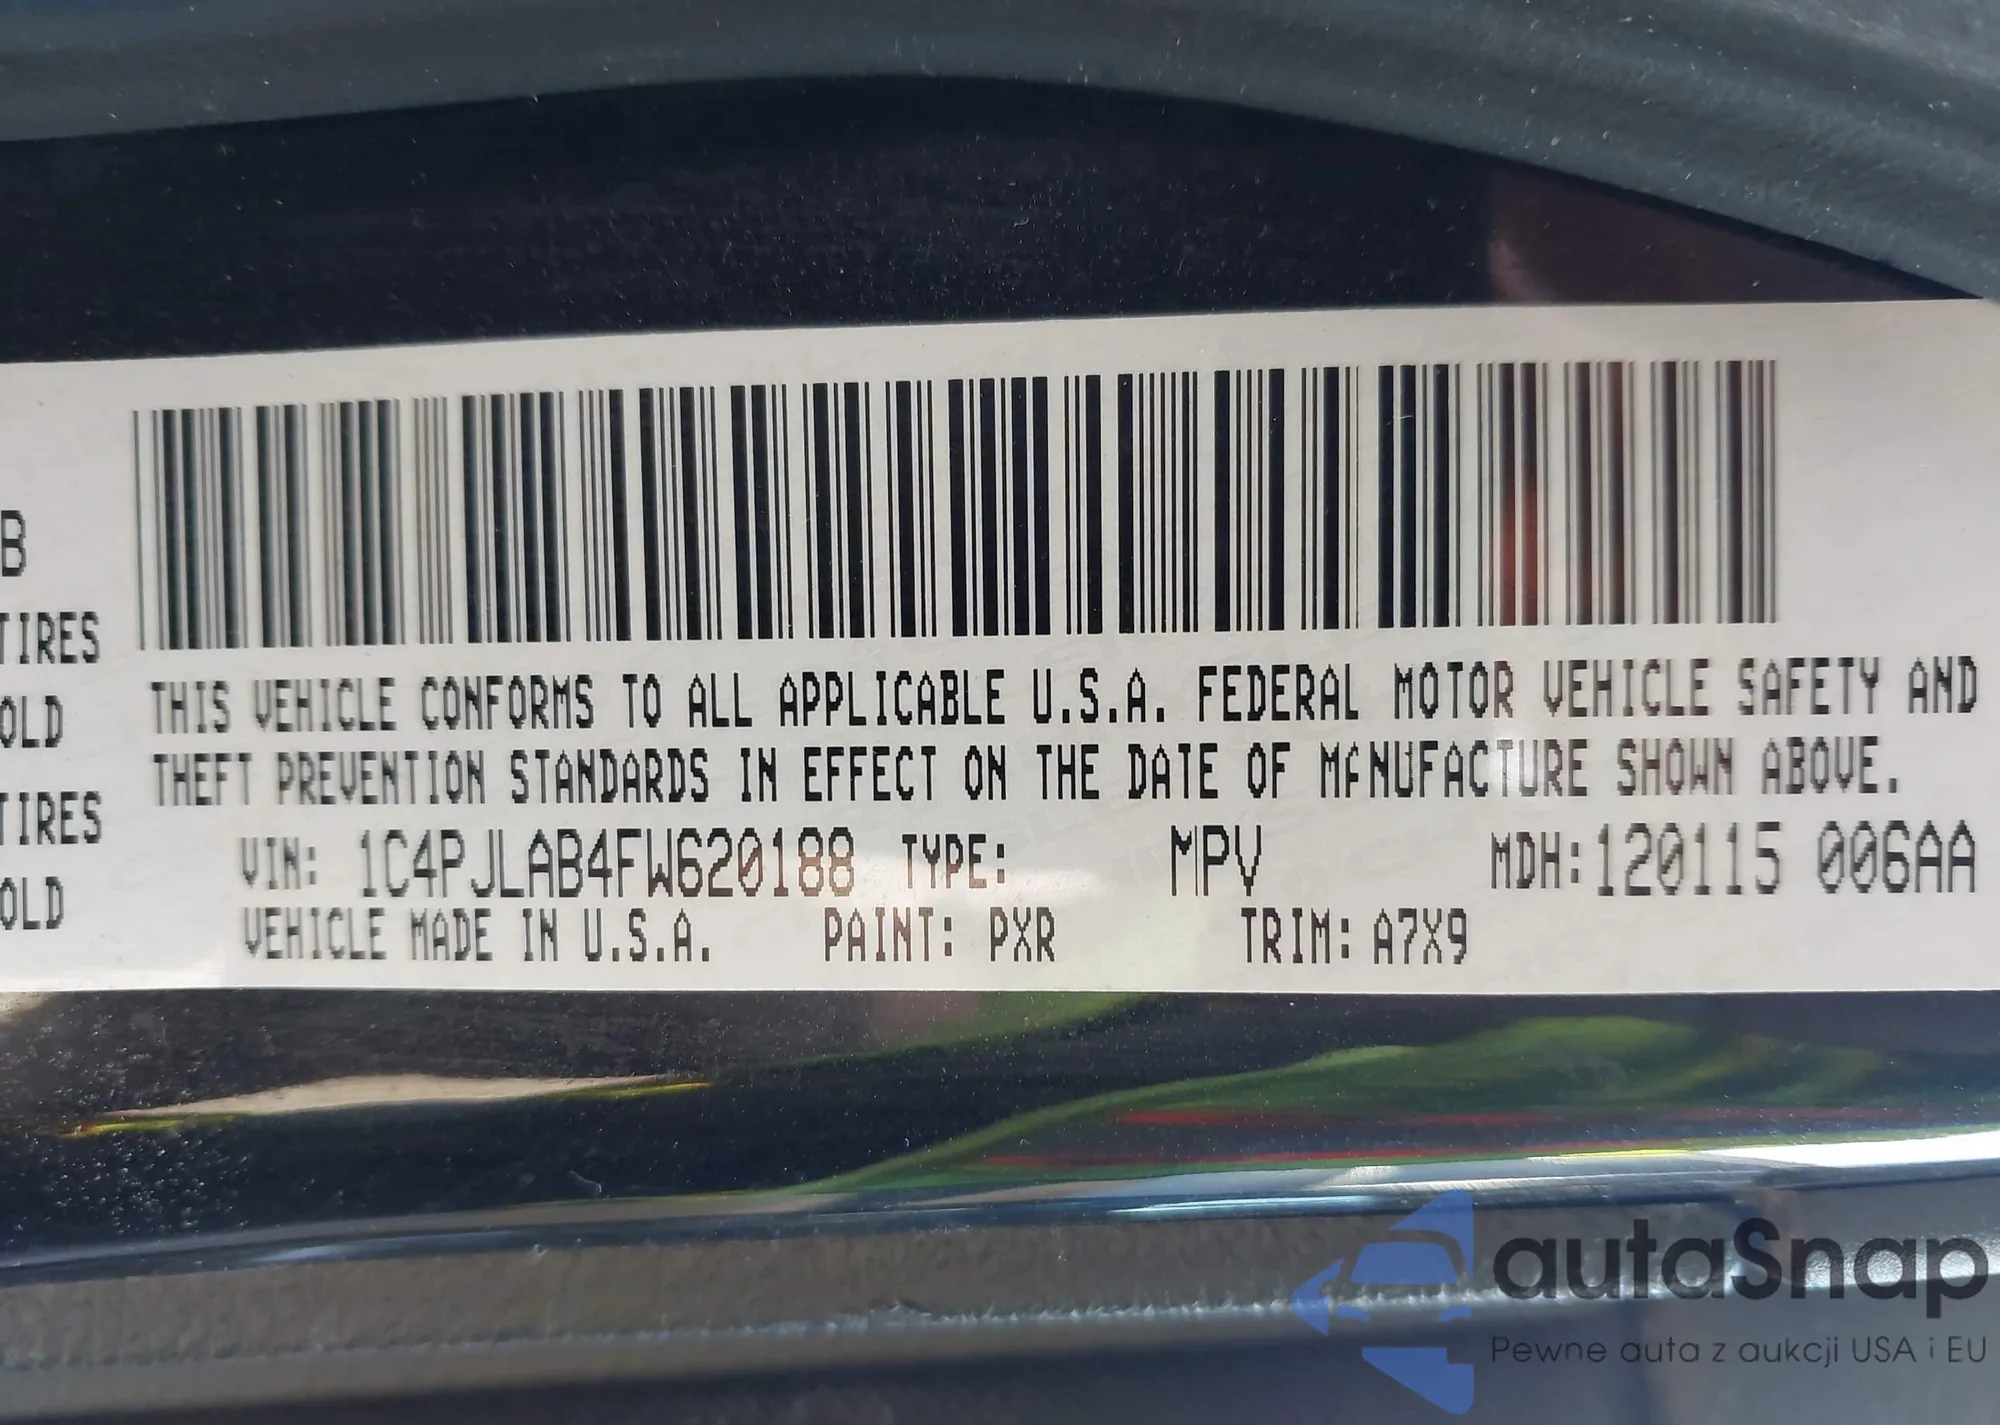 B
TIRES
OLD
TIRES
OLD
THIS VEHICLE CONFORMS TO ALL APPLICABLE U.S.A. FEDERAL MOTOR VEHICLE SAFETY AND
THEFT PREVENTION STANDARDS IN EFFECT ON THE DATE OF MANUFACTURE SHOWN ABOVE.
VIN: 1C4PJLAB4FW620188 TYPE: MPV MDH:120115 006AA
VEHICLE MADE IN U.S.A. PAINT: PXR TRIM: A7X9
autaSnap
Pewne auta z aukcji USA i EU